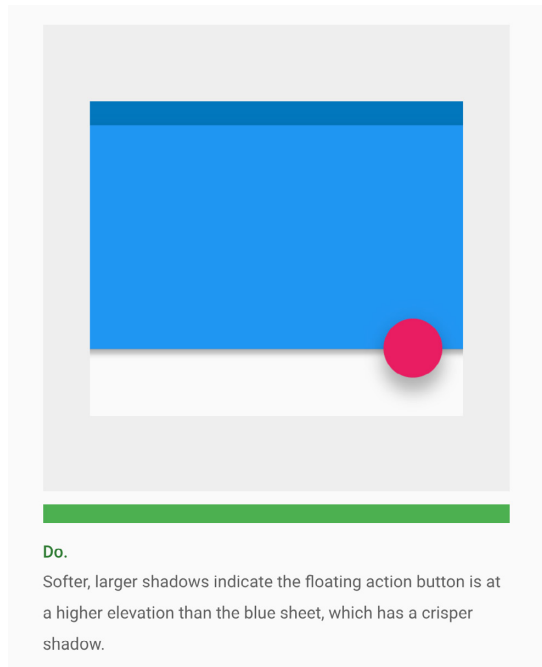 Do.
Softer, larger shadows indicate the floating action button is at
a higher elevation than the blue sheet, which has a crisper
shadow.